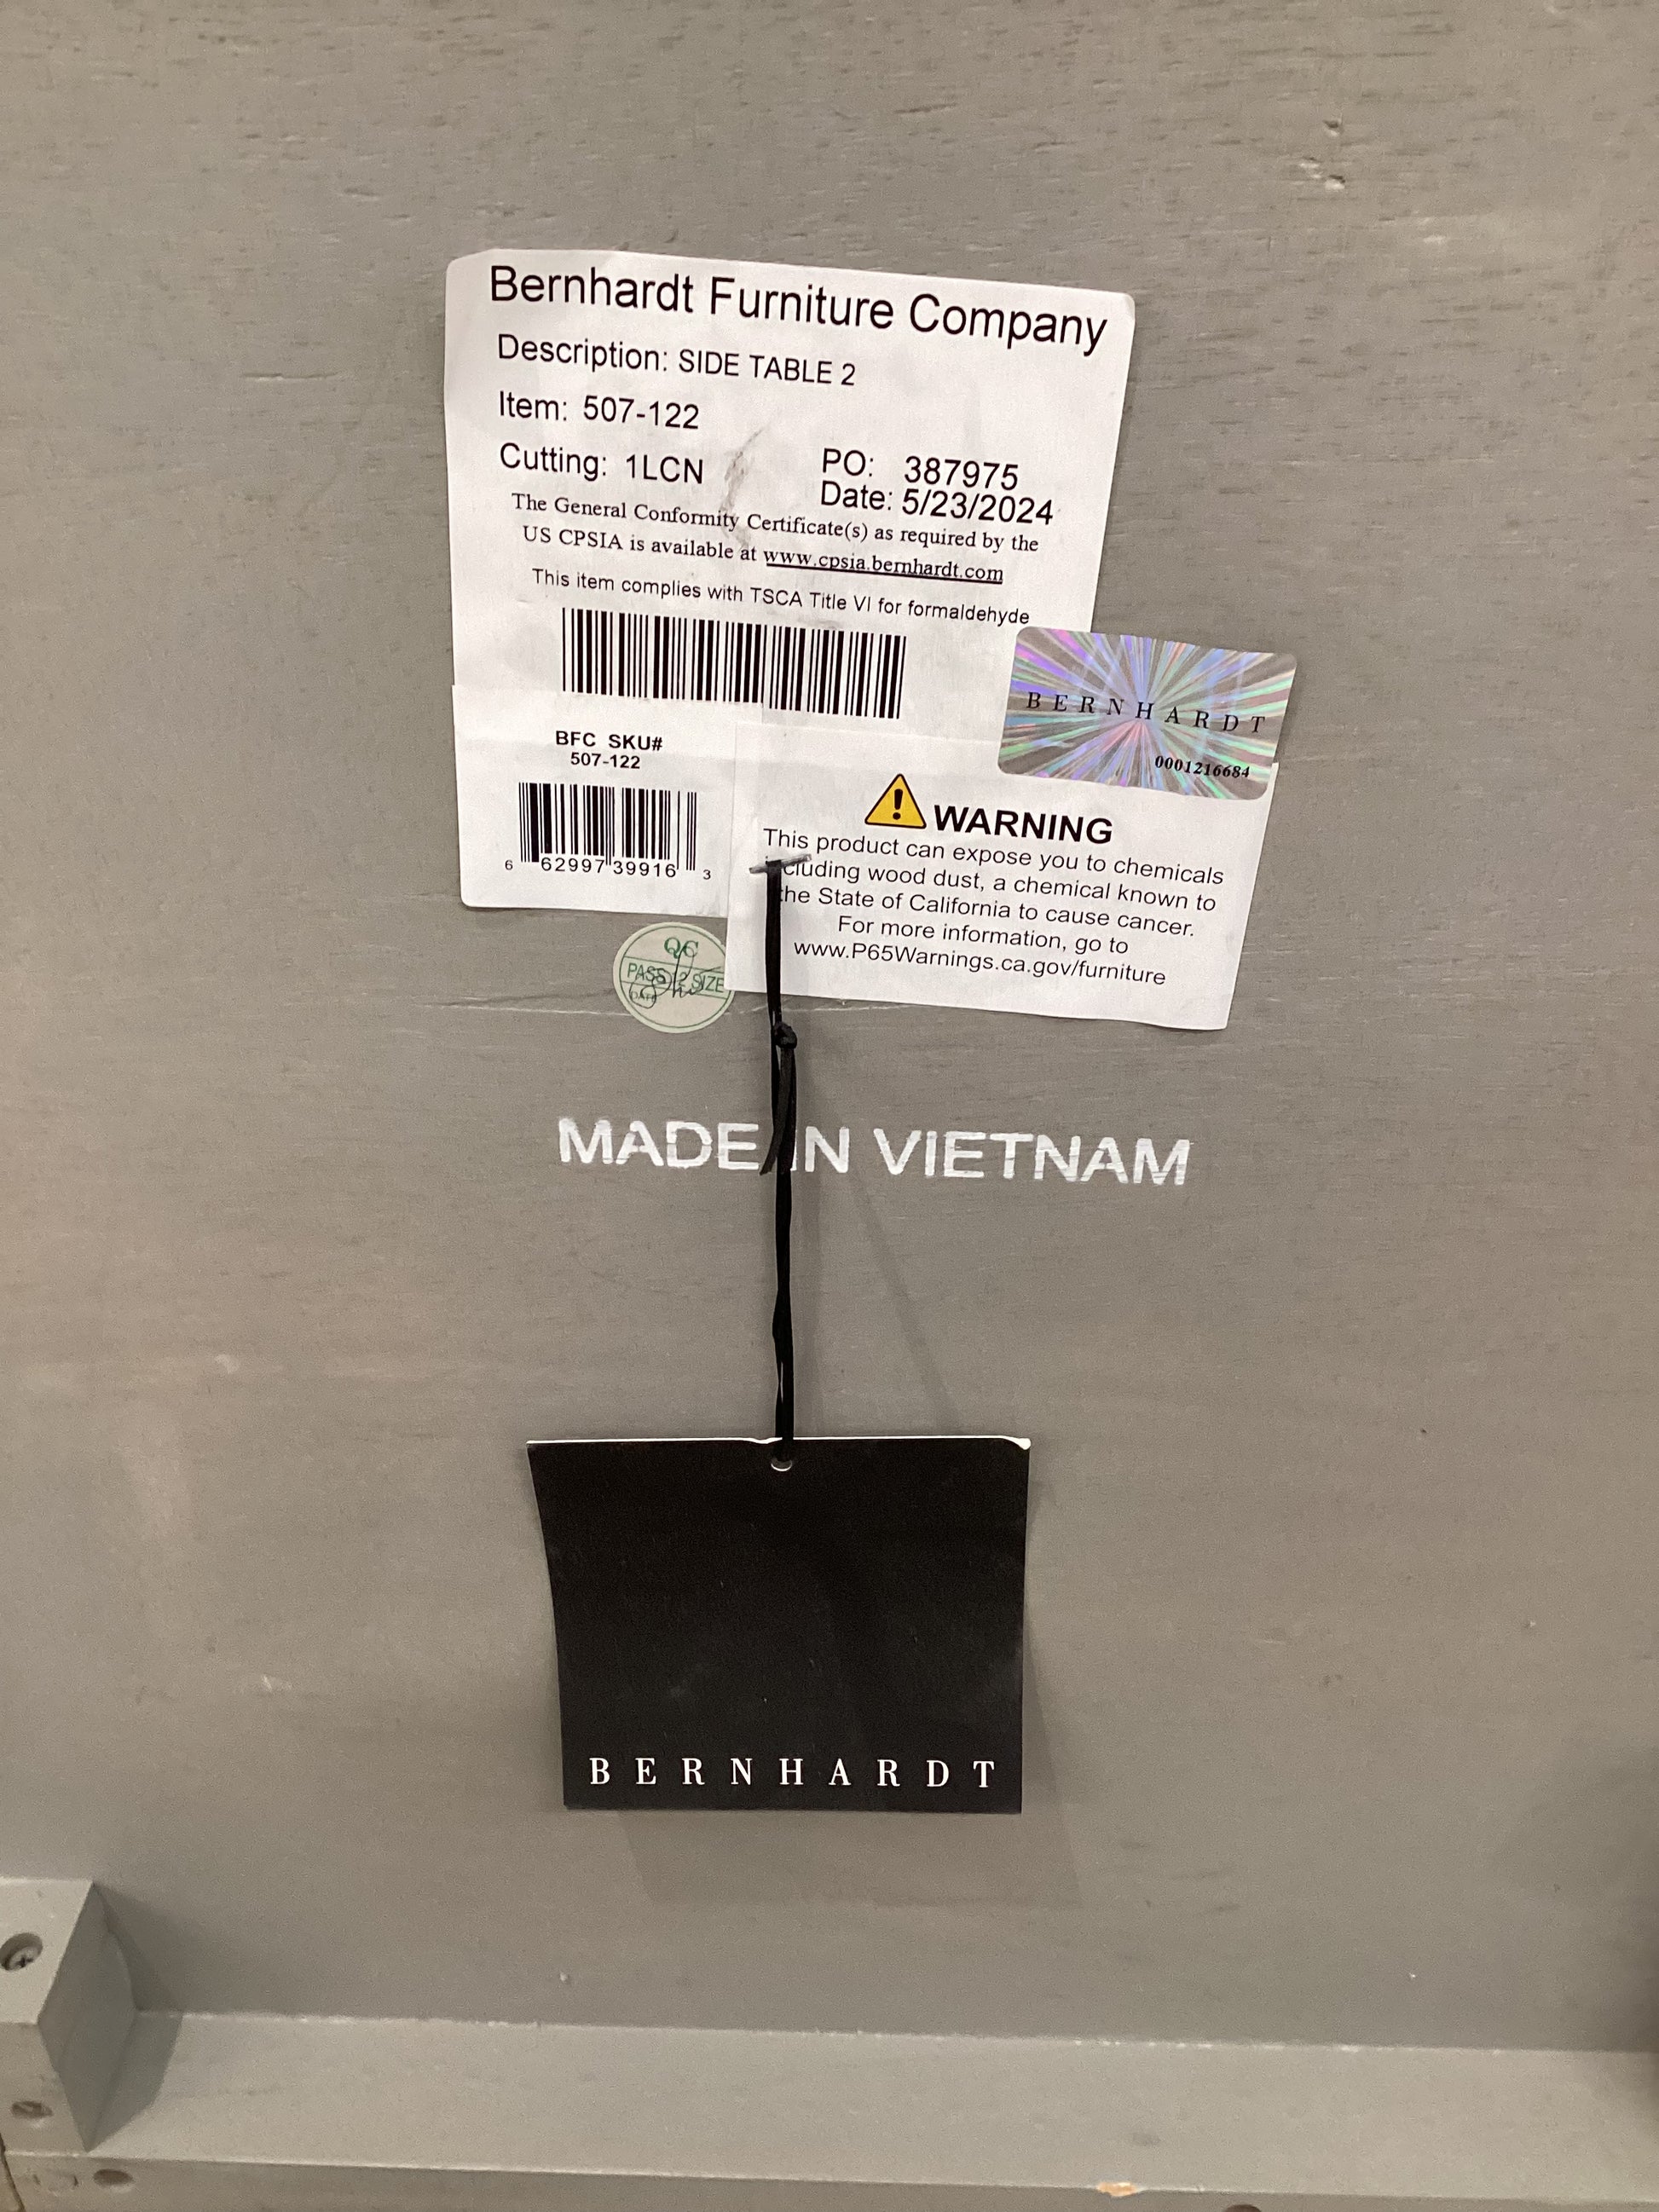 Bernhardt Furniture Company
Description: SIDE TABLE 2
Item: 507-122
Cutting: 1LCN
PO: 387975
Date: 5/23/2024
The General Conformity Certificate(s) as required by the
US CPSIA is available at www.cpsia.bernhardt.com
This item complies with TSCA Title VI for formaldehyde
BERNHARDT
0001216684
BFC SKU#
507-122
6 62997 39916 3
WARNING
This product can expose you to chemicals
including wood dust, a chemical known to
the State of California to cause cancer.
For more information, go to
www.P65Warnings.ca.gov/furniture
QC
PASS SIZE
DATE
MADE IN VIETNAM
BERNHARDT